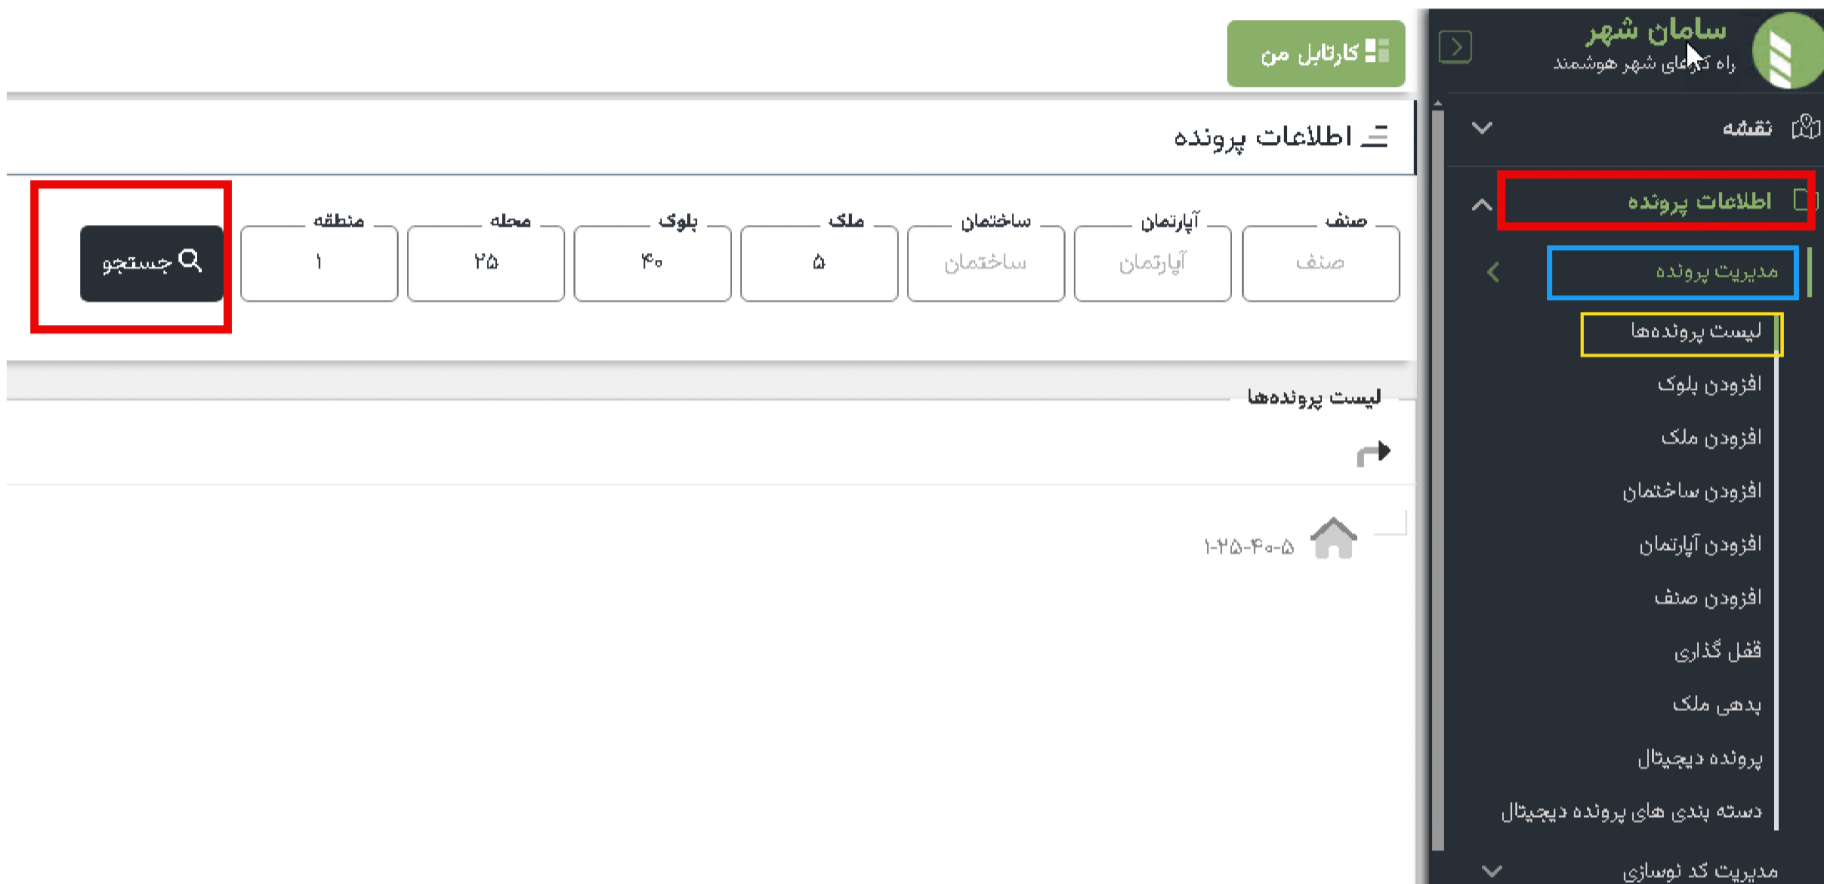 سامان شهر
راه کارهای شهر هوشمند
نقشه
اطلاعات پرونده
مدیریت پرونده
لیست پرونده‌ها
افزودن بلوک
افزودن ملک
افزودن ساختمان
افزودن آپارتمان
افزودن صنف
قفل گذاری
بدهی ملک
پرونده دیجیتال
دسته بندی های پرونده دیجیتال
مدیریت کد نوسازی
کارتابل من
اطلاعات پرونده
صنف آپارتمان ساختمان ملک بلوک محله منطقه
صنف آپارتمان ساختمان ۵ ۴۰ ۲۵ ۱ جستجو
لیست پرونده‌ها
۱-۲۵-۴۰-۵